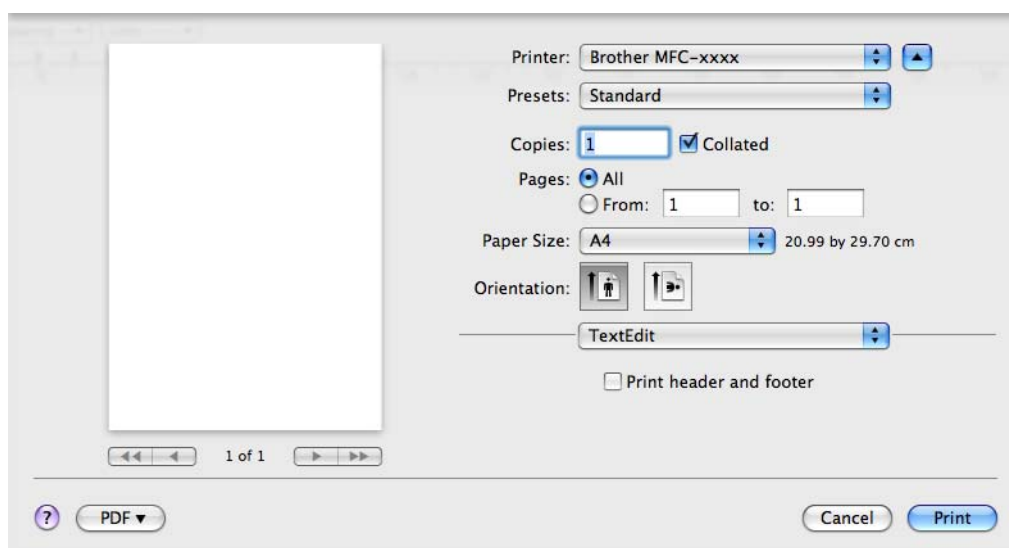 Printer: Brother MFC-xxxx
Presets: Standard
Copies: 1 Collated
Pages: All
From: 1 to: 1
Paper Size: A4 20.99 by 29.70 cm
Orientation:
TextEdit
Print header and footer
1 of 1
? PDF Cancel Print